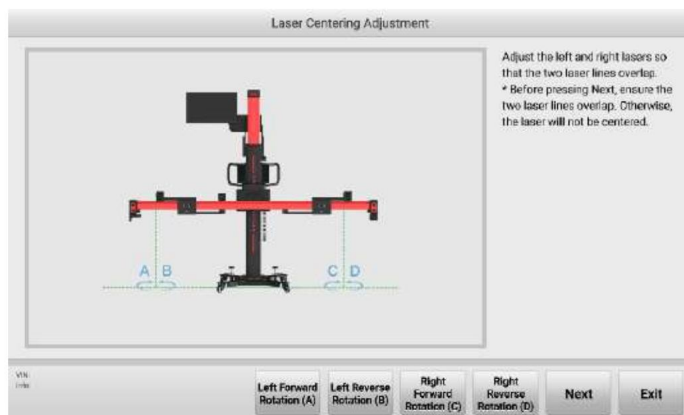 Laser Centering Adjustment
Adjust the left and right lasers so
that the two laser lines overlap.
* Before pressing Next, ensure the
two laser lines overlap. Otherwise,
the laser will not be centered.
A B
C D
VIN
Info
Left Forward
Rotation (A)
Left Reverse
Rotation (B)
Right
Forward
Rotation (C)
Right
Reverse
Rotation (D)
Next
Exit